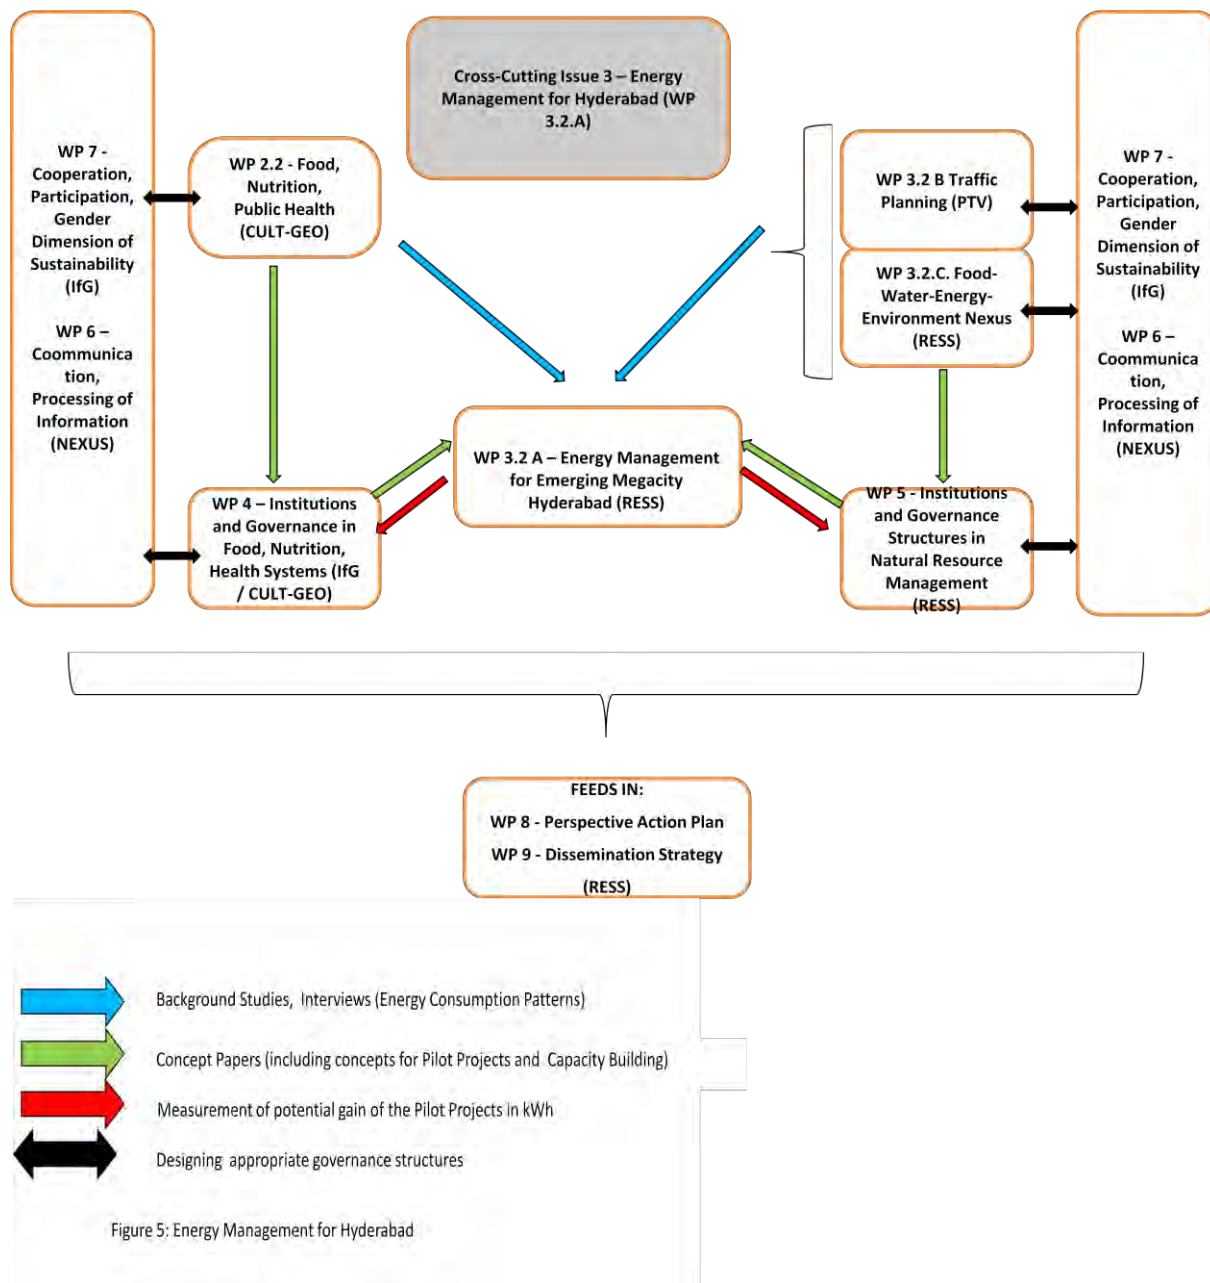 Cross-Cutting Issue 3 – Energy
Management for Hyderabad (WP
3.2.A)
WP 7 -
Cooperation,
Participation,
Gender
Dimension of
Sustainability
(IfG)
WP 6 –
Coommunica
tion,
Processing of
Information
(NEXUS)
WP 2.2 - Food,
Nutrition,
Public Health
(CULT-GEO)
WP 3.2 B Traffic
Planning (PTV)
WP 3.2.C. Food-
Water-Energy-
Environment Nexus
(RESS)
WP 7 -
Cooperation,
Participation,
Gender
Dimension of
Sustainability
(IfG)
WP 6 –
Coommunica
tion,
Processing of
Information
(NEXUS)
WP 3.2 A – Energy Management
for Emerging Megacity
Hyderabad (RESS)
WP 4 – Institutions
and Governance in
Food, Nutrition,
Health Systems (IfG
/ CULT-GEO)
WP 5 - Institutions
and Governance
Structures in
Natural Resource
Management
(RESS)
FEEDS IN:
WP 8 - Perspective Action Plan
WP 9 - Dissemination Strategy
(RESS)
Background Studies, Interviews (Energy Consumption Patterns)
Concept Papers (including concepts for Pilot Projects and Capacity Building)
Measurement of potential gain of the Pilot Projects in kWh
Designing appropriate governance structures
Figure 5: Energy Management for Hyderabad